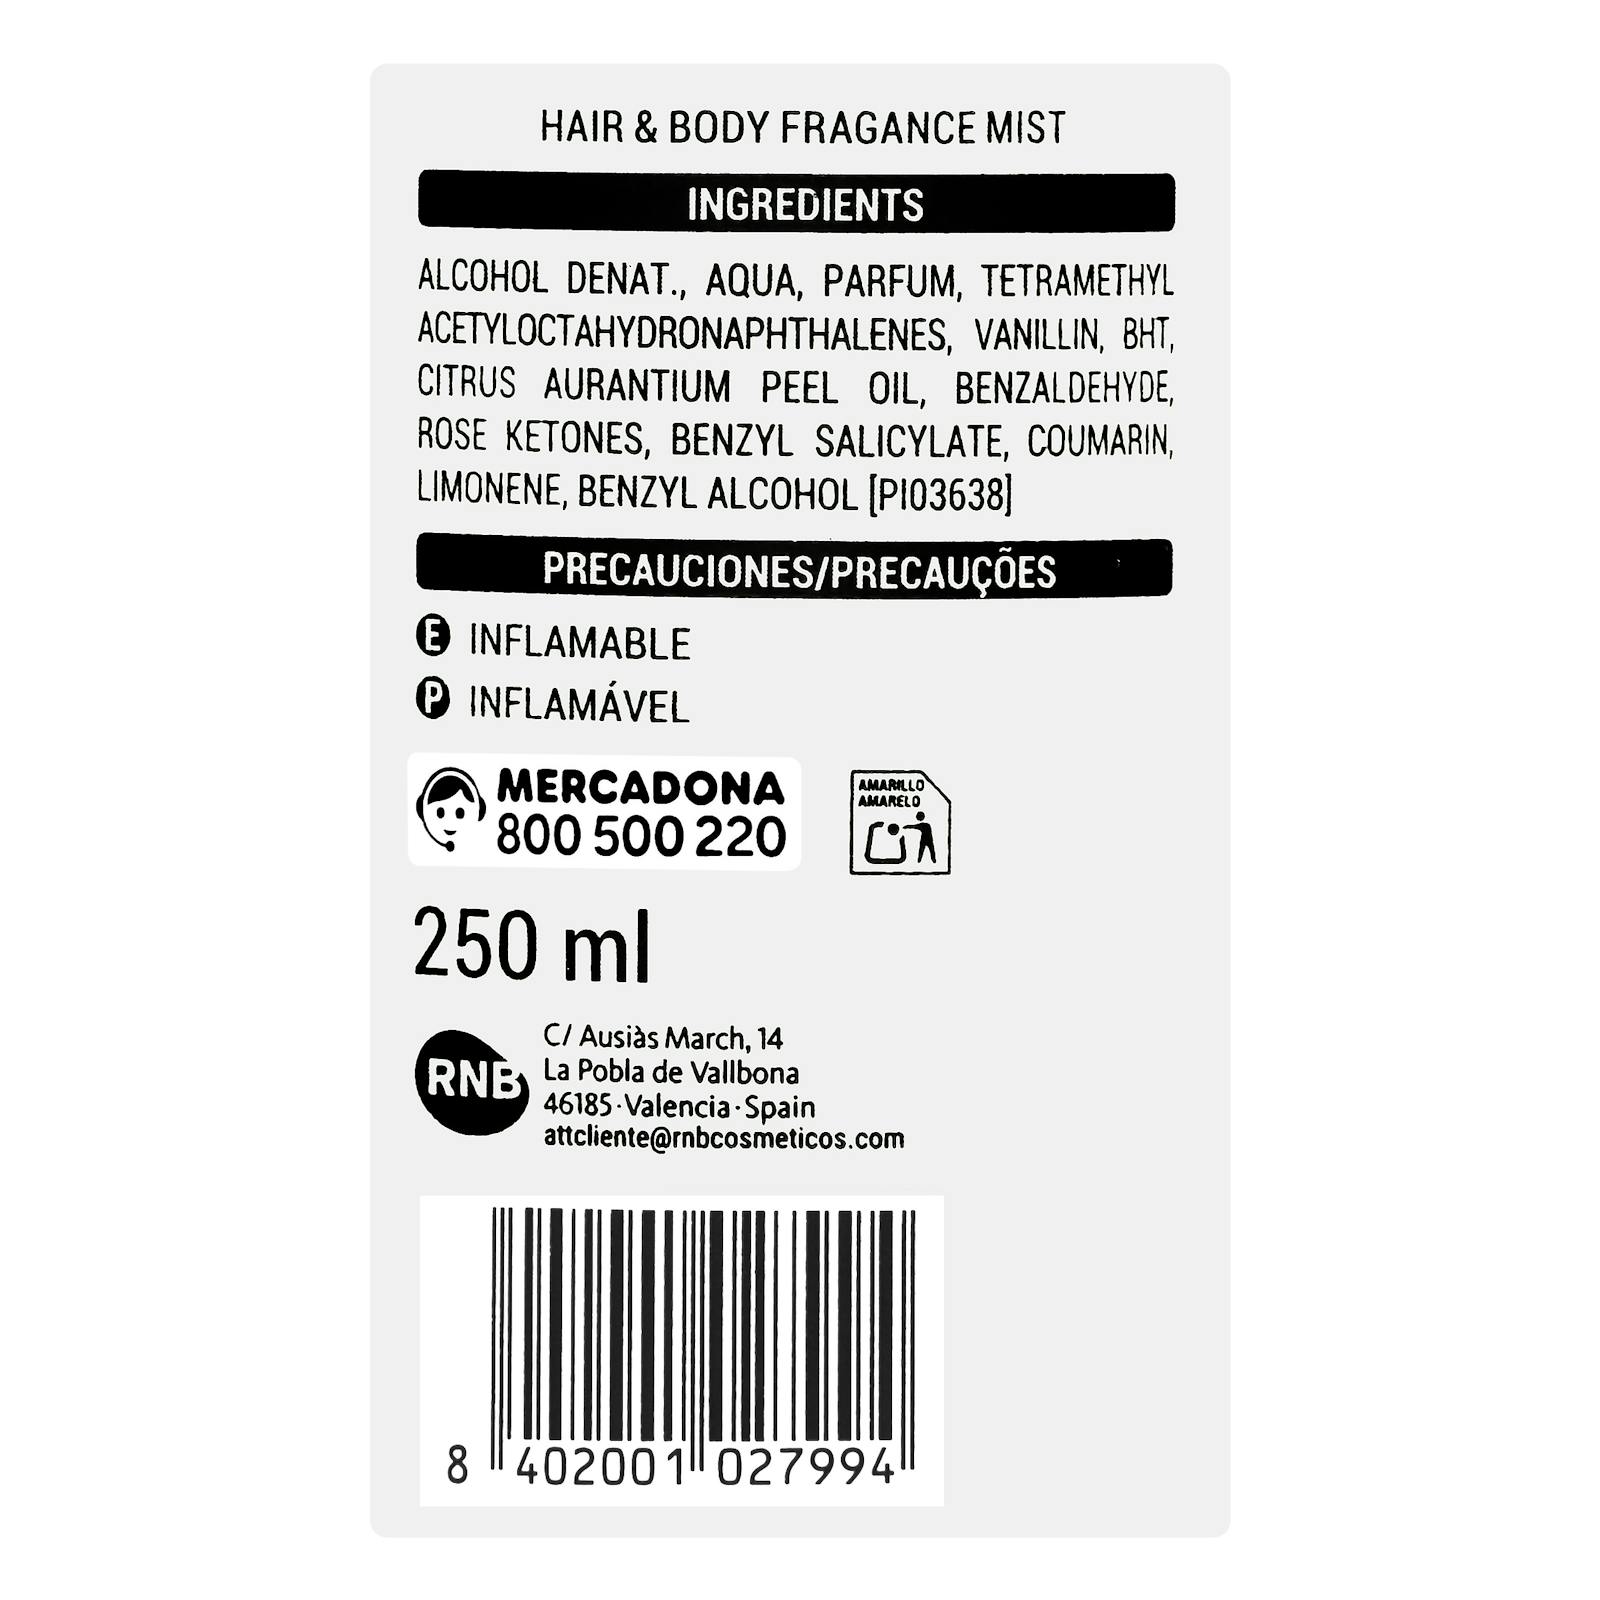 HAIR & BODY FRAGANCE MIST
INGREDIENTS
ALCOHOL DENAT., AQUA, PARFUM, TETRAMETHYL
ACETYLOCTAHYDRONAPHTHALENES, VANILLIN, BHT,
CITRUS AURANTIUM PEEL OIL, BENZALDEHYDE,
ROSE KETONES, BENZYL SALICYLATE, COUMARIN,
LIMONENE, BENZYL ALCOHOL [PI03638]
PRECAUCIONES/PRECAUÇÕES
E INFLAMABLE
P INFLAMÁVEL
MERCADONA
800 500 220
AMARILLO
AMARELO
250 ml
RNB
C/ Ausiàs March, 14
La Pobla de Vallbona
46185·Valencia·Spain
attcliente@rnbcosmeticos.com
8 402001 027994